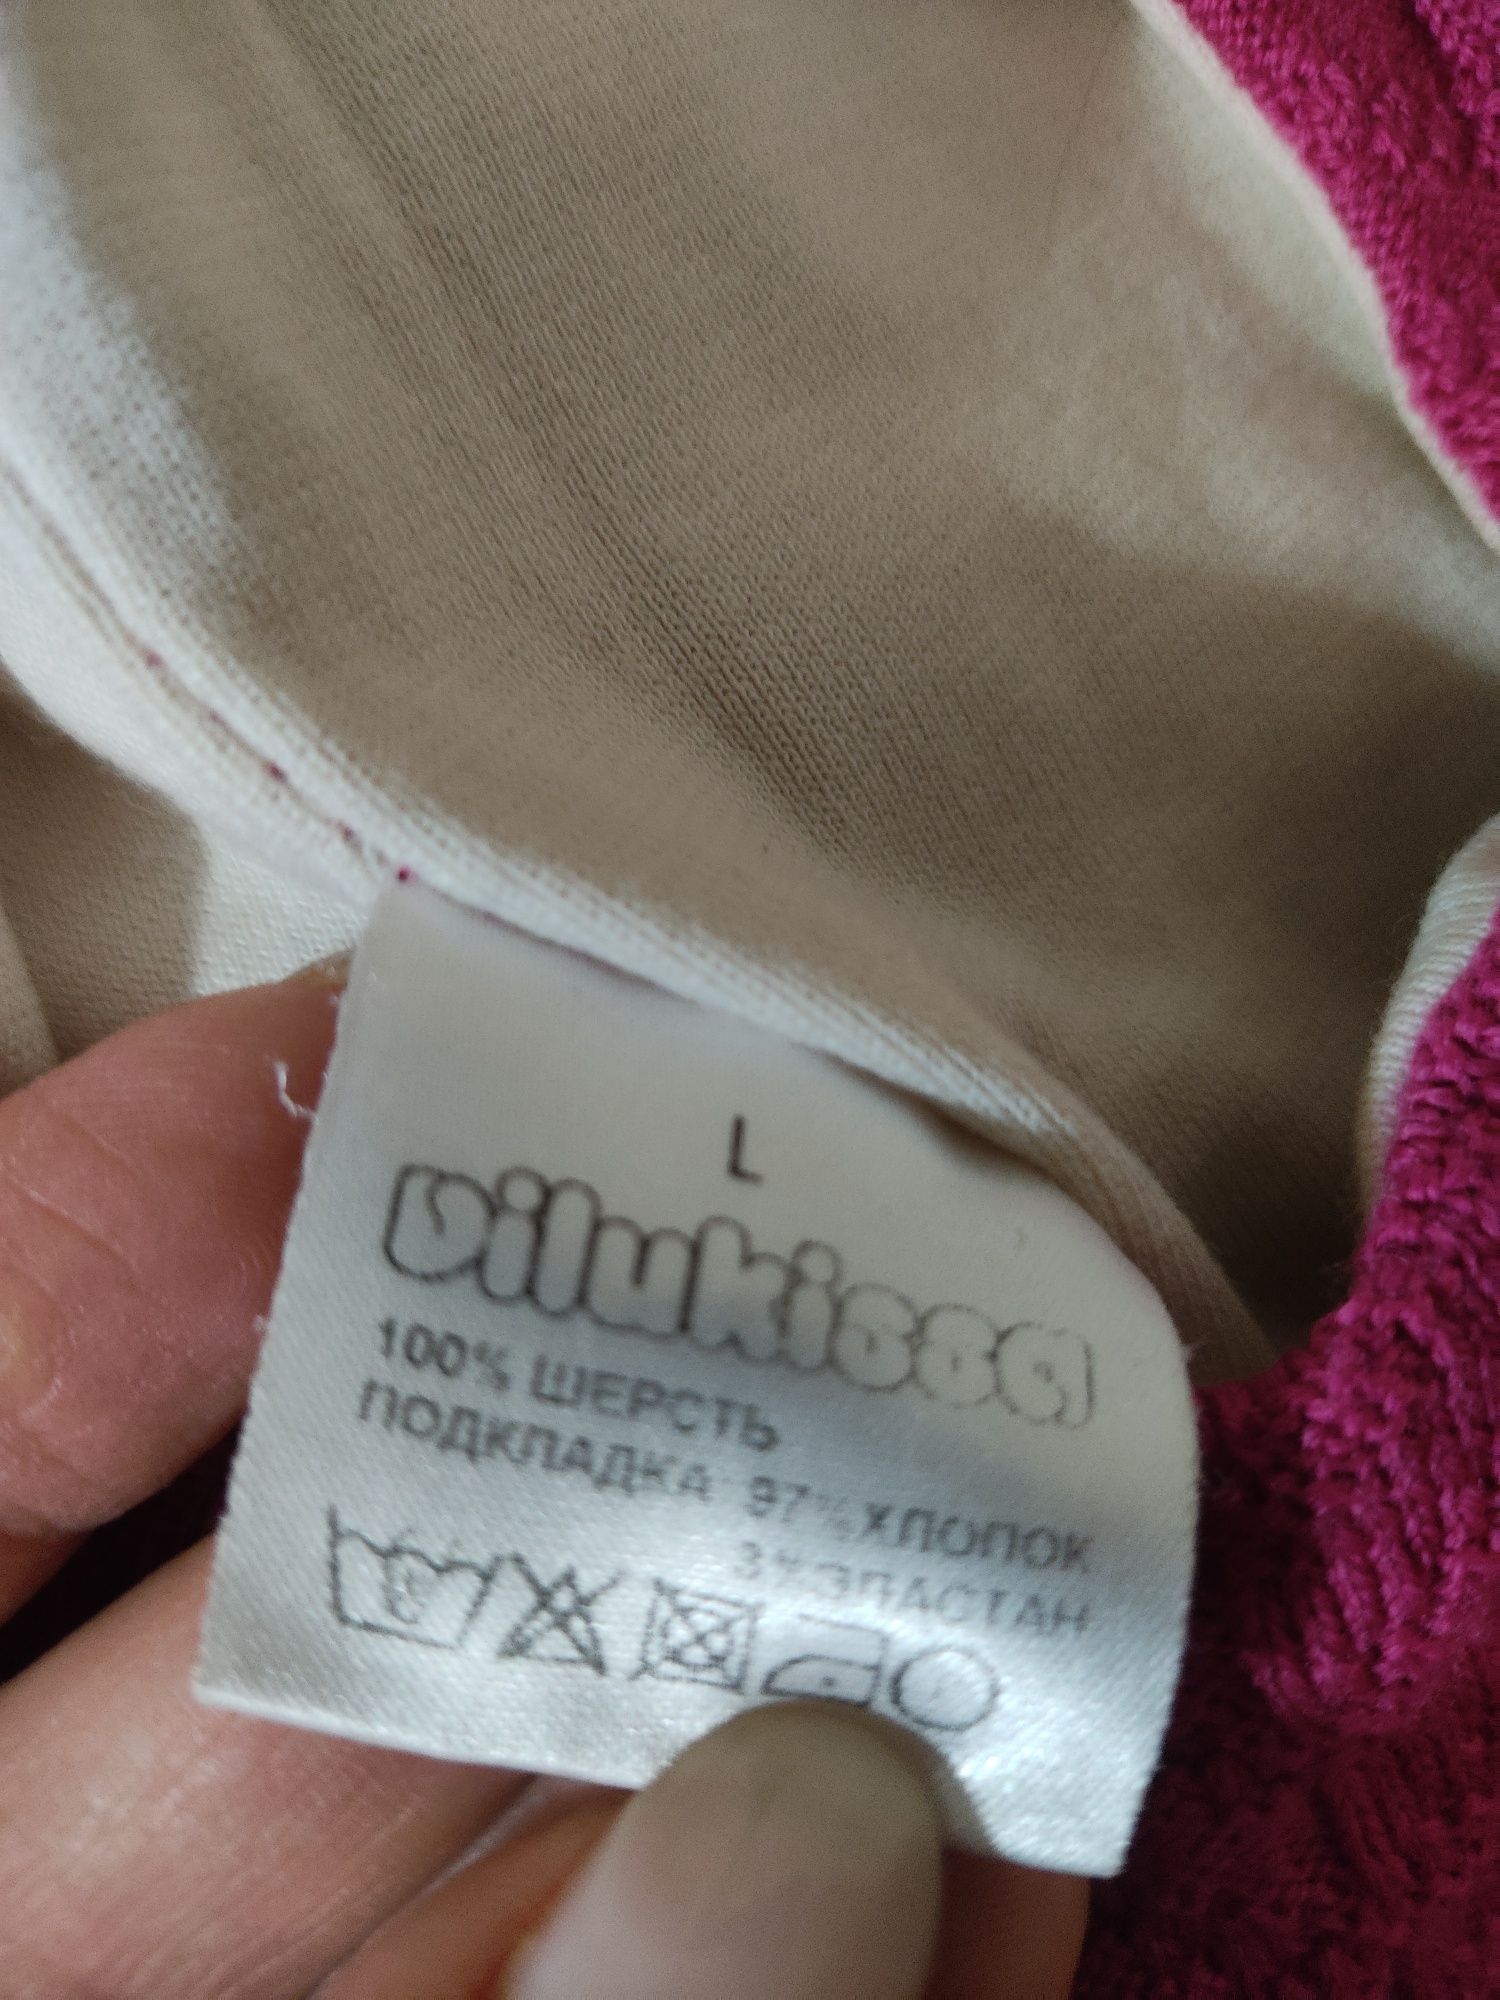 L
Dilukissa
100% ШЕРСТЬ
ПОДКЛАДКА 97% ХЛОПОК
3% ЭЛАСТАН